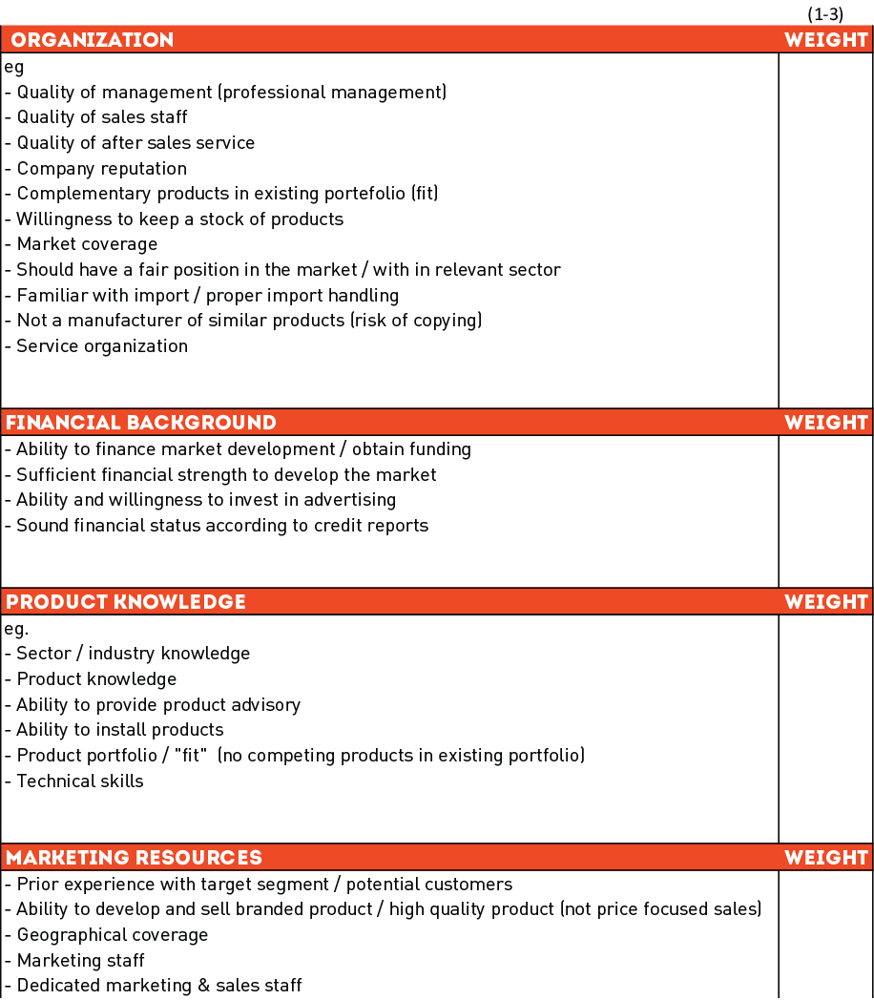 (1-3)
ORGANIZATION WEIGHT
eg
- Quality of management (professional management)
- Quality of sales staff
- Quality of after sales service
- Company reputation
- Complementary products in existing portefolio (fit)
- Willingness to keep a stock of products
- Market coverage
- Should have a fair position in the market / with in relevant sector
- Familiar with import / proper import handling
- Not a manufacturer of similar products (risk of copying)
- Service organization
FINANCIAL BACKGROUND WEIGHT
- Ability to finance market development / obtain funding
- Sufficient financial strength to develop the market
- Ability and willingness to invest in advertising
- Sound financial status according to credit reports
PRODUCT KNOWLEDGE WEIGHT
eg.
- Sector / industry knowledge
- Product knowledge
- Ability to provide product advisory
- Ability to install products
- Product portfolio / "fit"  (no competing products in existing portfolio)
- Technical skills
MARKETING RESOURCES WEIGHT
- Prior experience with target segment / potential customers
- Ability to develop and sell branded product / high quality product (not price focused sales)
- Geographical coverage
- Marketing staff
- Dedicated marketing & sales staff